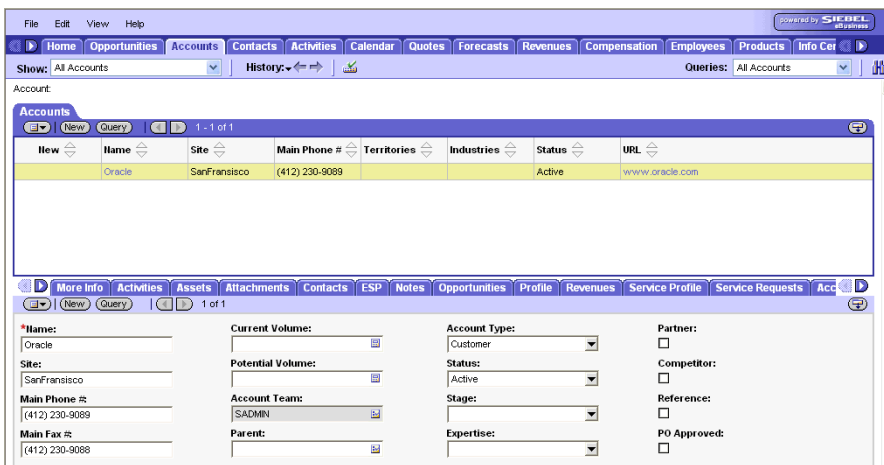 File Edit View Help powered by SIEBEL eBusiness
Home Opportunities Accounts Contacts Activities Calendar Quotes Forecasts Revenues Compensation Employees Products Info Cer
Show: All Accounts History: Queries: All Accounts
Account:
Accounts
New Query 1 - 1 of 1
New Name Site Main Phone # Territories Industries Status URL
Oracle SanFransisco (412) 230-9089 Active www.oracle.com
More Info Activities Assets Attachments Contacts ESP Notes Opportunities Profile Revenues Service Profile Service Requests Acc
New Query 1 of 1
*Name: Current Volume: Account Type: Partner:
Oracle Customer
Site: Potential Volume: Status: Competitor:
SanFransisco Active
Main Phone #: Account Team: Stage: Reference:
(412) 230-9089 SADMIN
Main Fax #: Parent: Expertise: PO Approved:
(412) 230-9088